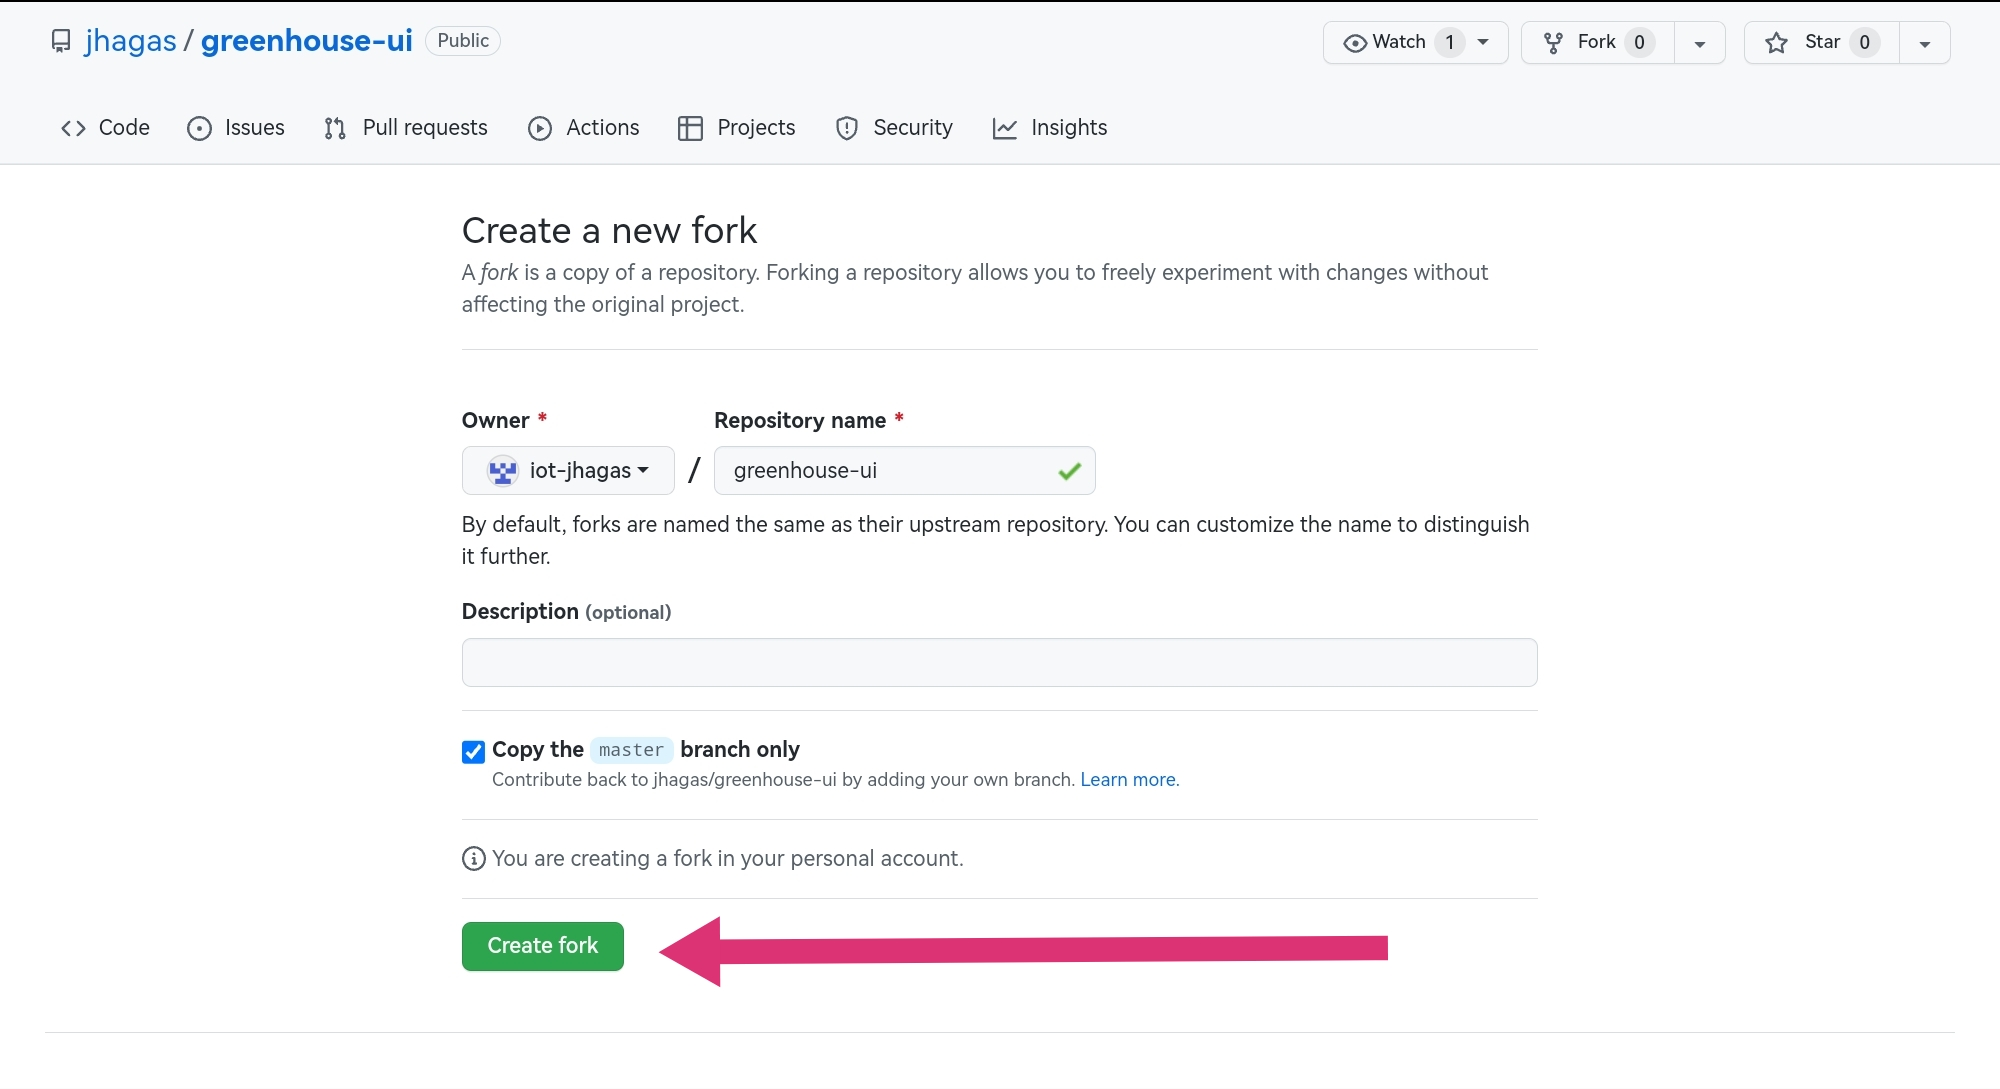 jhagas / greenhouse-ui Public Watch 1 Fork 0 Star 0
Code Issues Pull requests Actions Projects Security Insights
Create a new fork
A fork is a copy of a repository. Forking a repository allows you to freely experiment with changes without
affecting the original project.
Owner * Repository name *
iot-jhagas / greenhouse-ui
By default, forks are named the same as their upstream repository. You can customize the name to distinguish
it further.
Description (optional)
Copy the master branch only
Contribute back to jhagas/greenhouse-ui by adding your own branch. Learn more.
You are creating a fork in your personal account.
Create fork